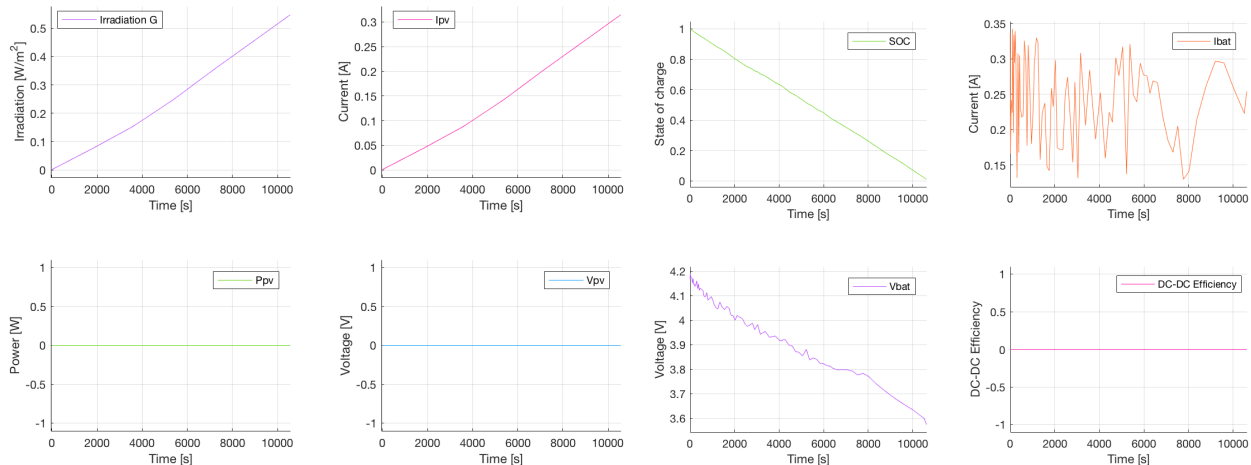 Irradiation G
Irradiation [W/m²]
0.5
0.4
0.3
0.2
0.1
0
0 2000 4000 6000 8000 10000
Time [s]
Ipv
Current [A]
0.3
0.25
0.2
0.15
0.1
0.05
0
0 2000 4000 6000 8000 10000
Time [s]
SOC
State of charge
1
0.8
0.6
0.4
0.2
0
0 2000 4000 6000 8000 10000
Time [s]
Ibat
Current [A]
0.35
0.30
0.25
0.20
0.15
0 2000 4000 6000 8000 10000
Time [s]
Ppv
Power [W]
1
0.5
0
-0.5
-1
0 2000 4000 6000 8000 10000
Time [s]
Vpv
Voltage [V]
1
0.5
0
-0.5
-1
0 2000 4000 6000 8000 10000
Time [s]
Vbat
Voltage [V]
4.2
4.1
4
3.9
3.8
3.7
3.6
0 2000 4000 6000 8000 10000
Time [s]
DC-DC Efficiency
DC-DC Efficiency
1
0.5
0
-0.5
-1
0 2000 4000 6000 8000 10000
Time [s]